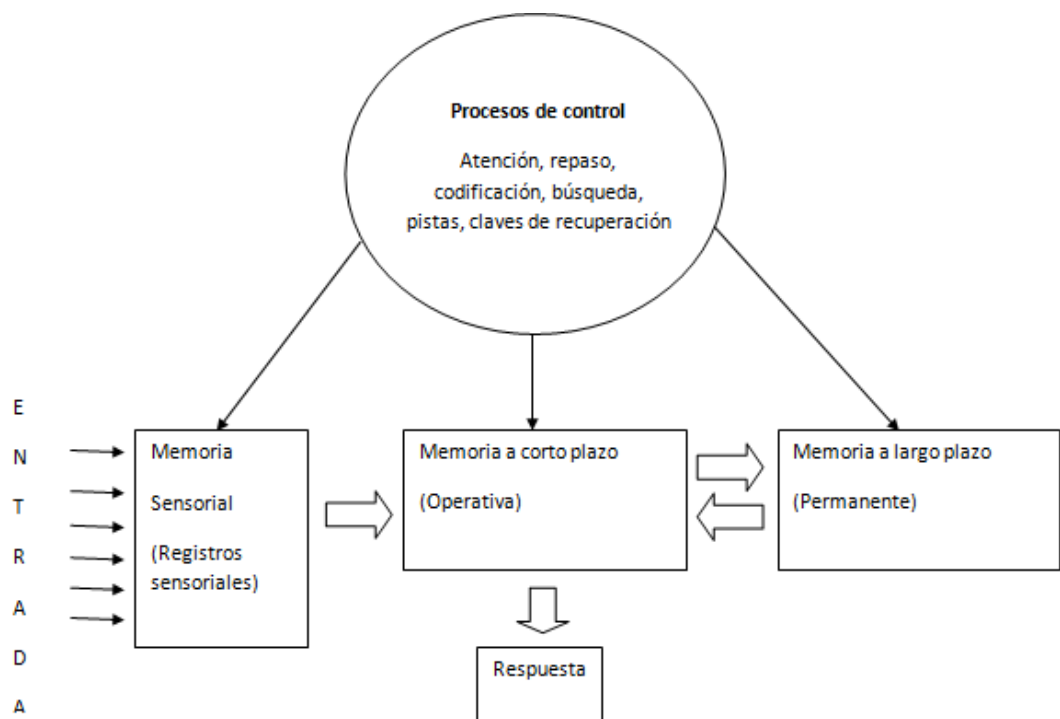 Procesos de control
Atención, repaso,
codificación, búsqueda,
pistas, claves de recuperación
E
N
T
R
A
D
A
Memoria
Sensorial
(Registros
sensoriales)
Memoria a corto plazo
(Operativa)
Memoria a largo plazo
(Permanente)
Respuesta